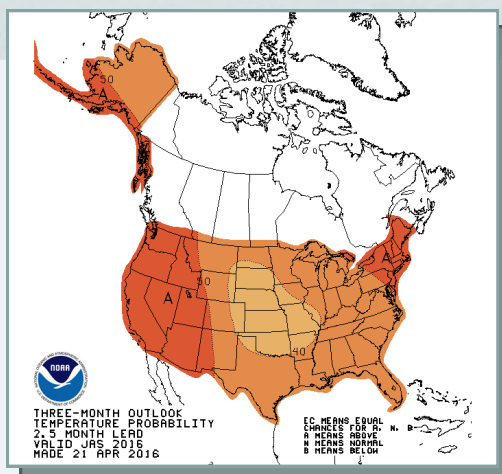 50
A
A
50
A
40
NOAA
THREE-MONTH OUTLOOK
TEMPERATURE PROBABILITY
2.5 MONTH LEAD
VALID JAS 2016
MADE 21 APR 2016
EC MEANS EQUAL
CHANCES FOR A, N, B
A MEANS ABOVE
N MEANS NORMAL
B MEANS BELOW